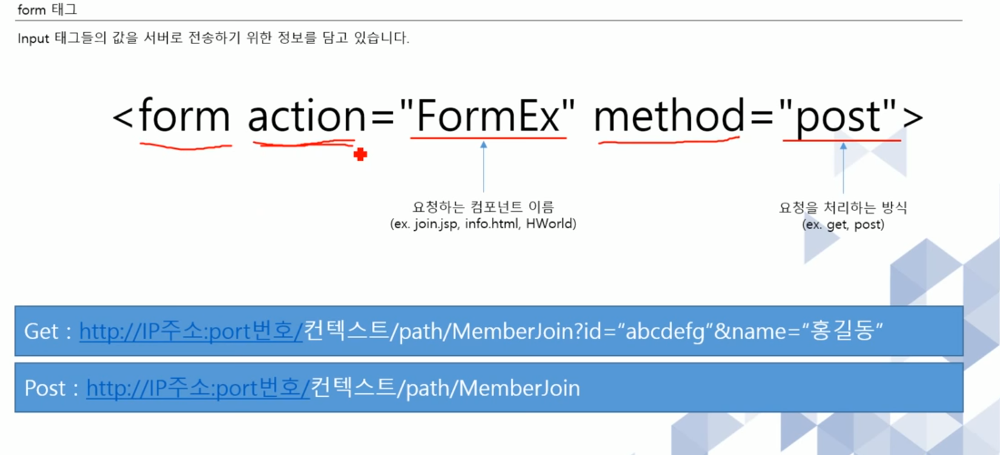 form 태그
Input 태그들의 값을 서버로 전송하기 위한 정보를 담고 있습니다.
<form action="FormEx" method="post">
요청하는 컴포넌트 이름
(ex. join.jsp, info.html, HWorld)
요청을 처리하는 방식
(ex. get, post)
Get : http://IP주소:port번호/컨텍스트/path/MemberJoin?id=“abcdefg”&name=“홍길동”
Post : http://IP주소:port번호/컨텍스트/path/MemberJoin